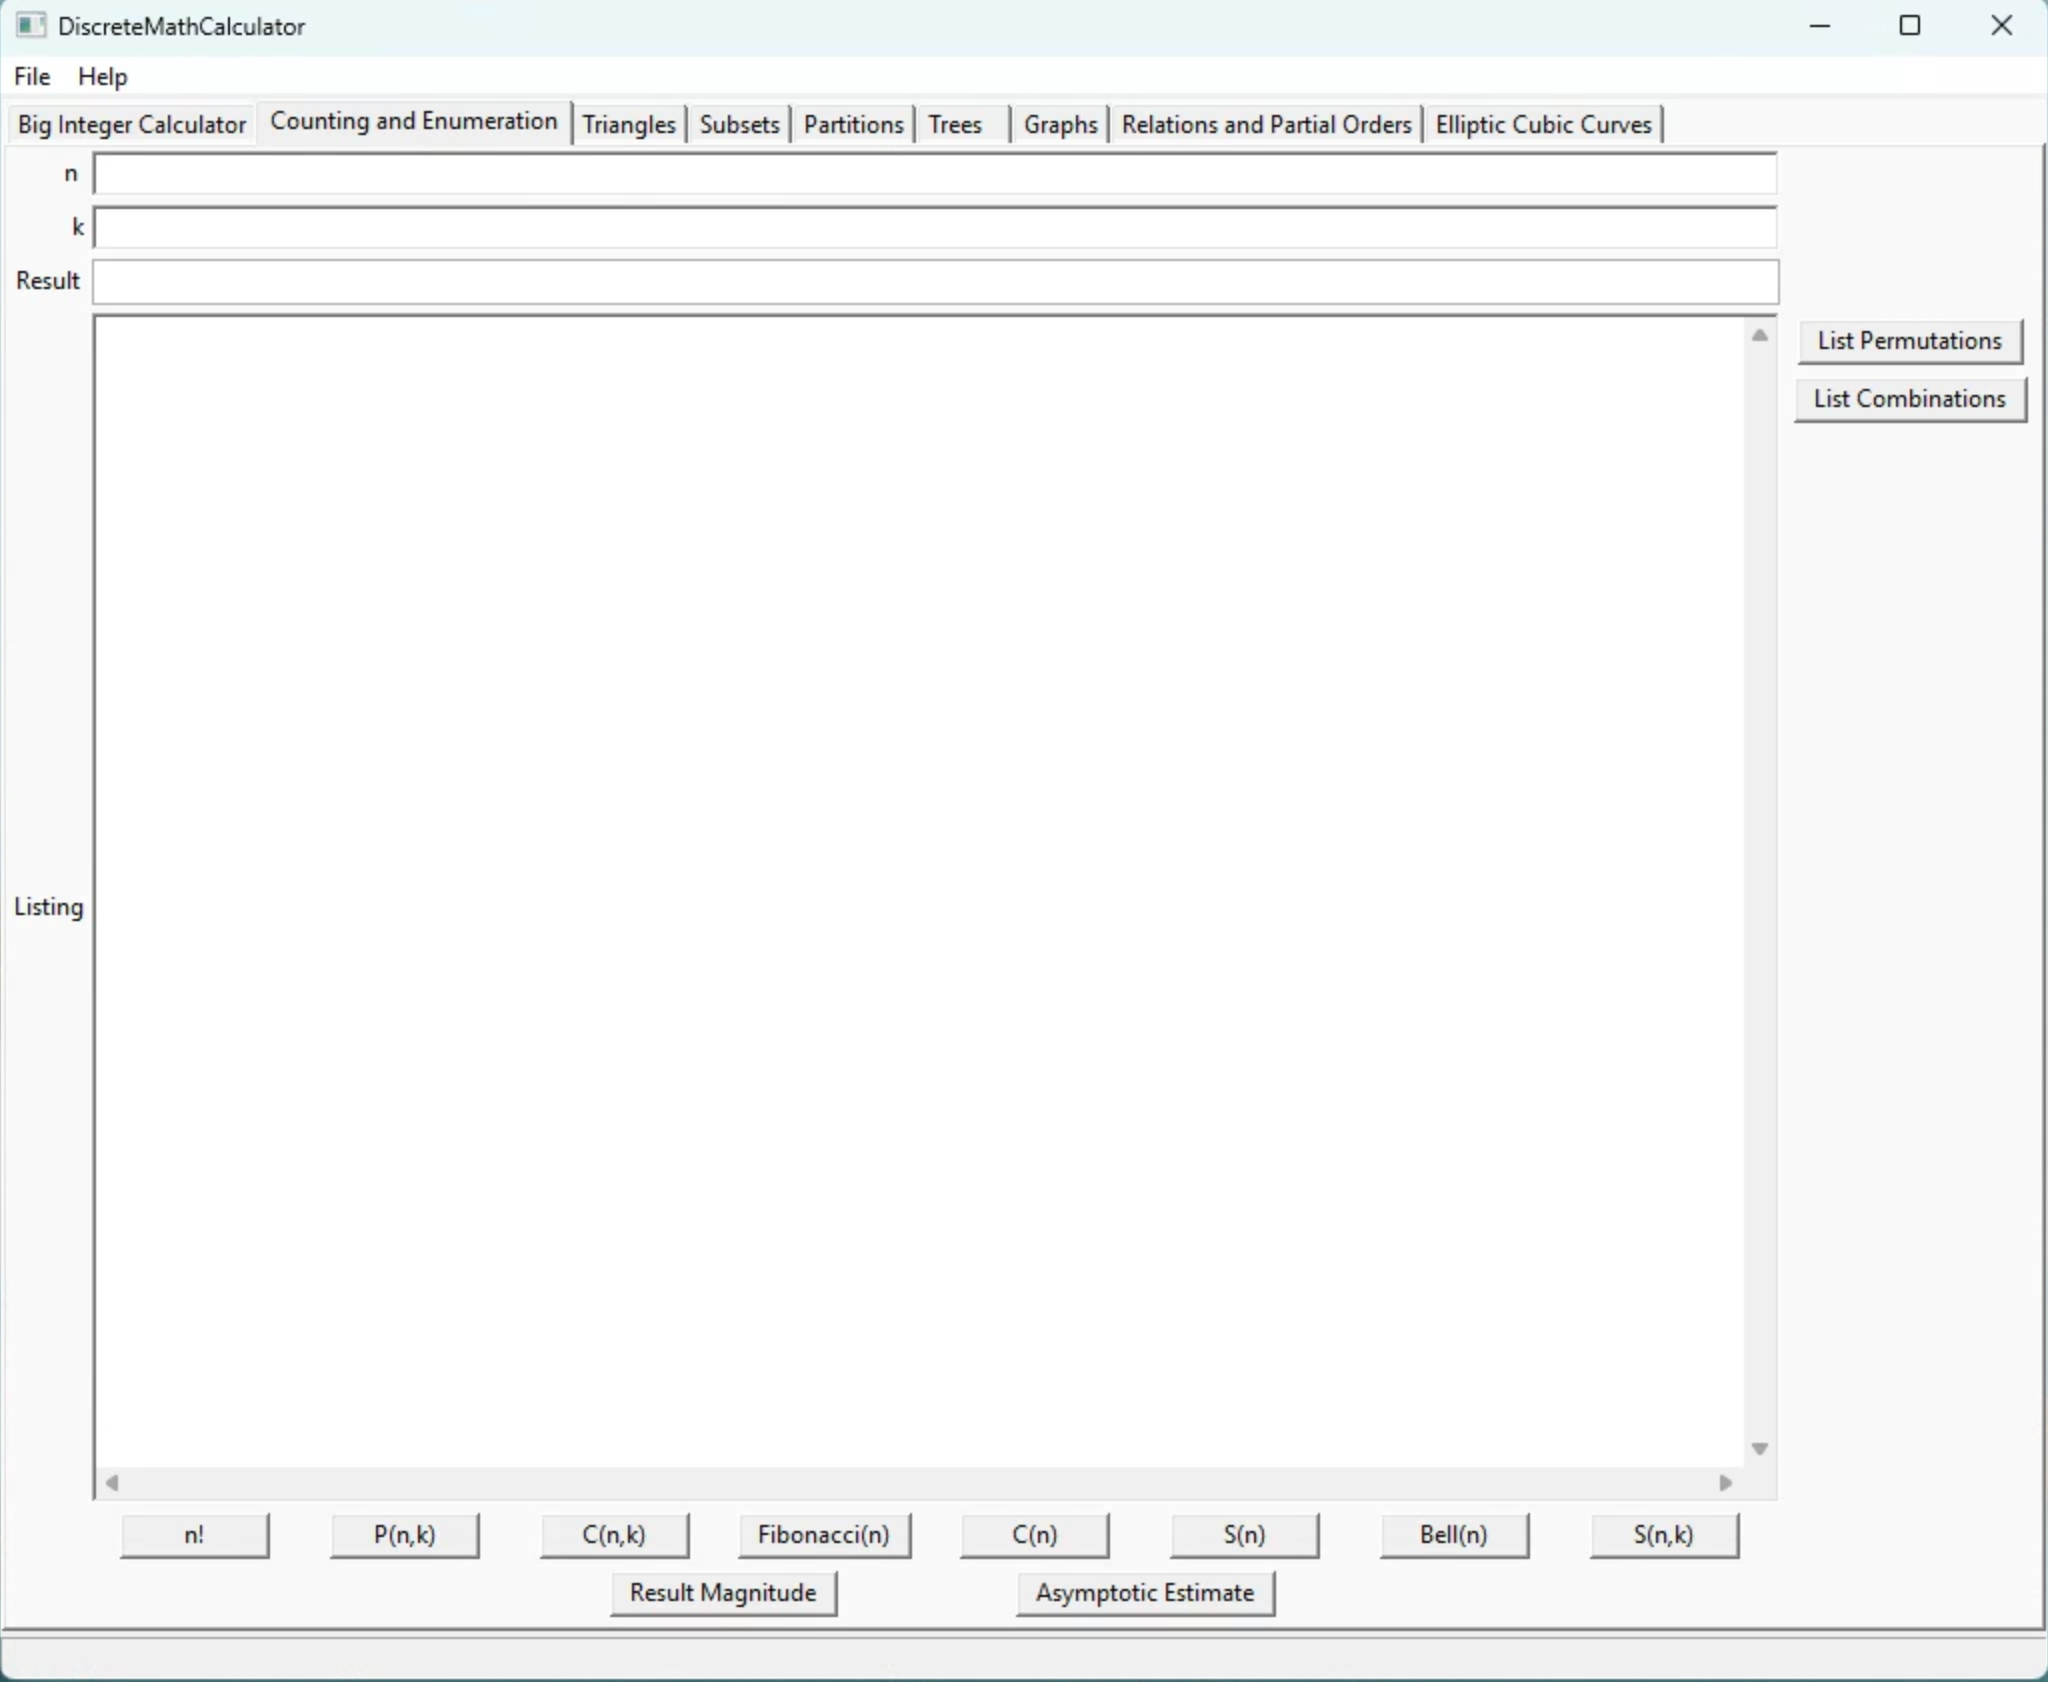 DiscreteMathCalculator
File Help
Big Integer Calculator Counting and Enumeration Triangles Subsets Partitions Trees Graphs Relations and Partial Orders Elliptic Cubic Curves
n
k
Result
List Permutations
List Combinations
Listing
n! P(n,k) C(n,k) Fibonacci(n) C(n) S(n) Bell(n) S(n,k)
Result Magnitude Asymptotic Estimate